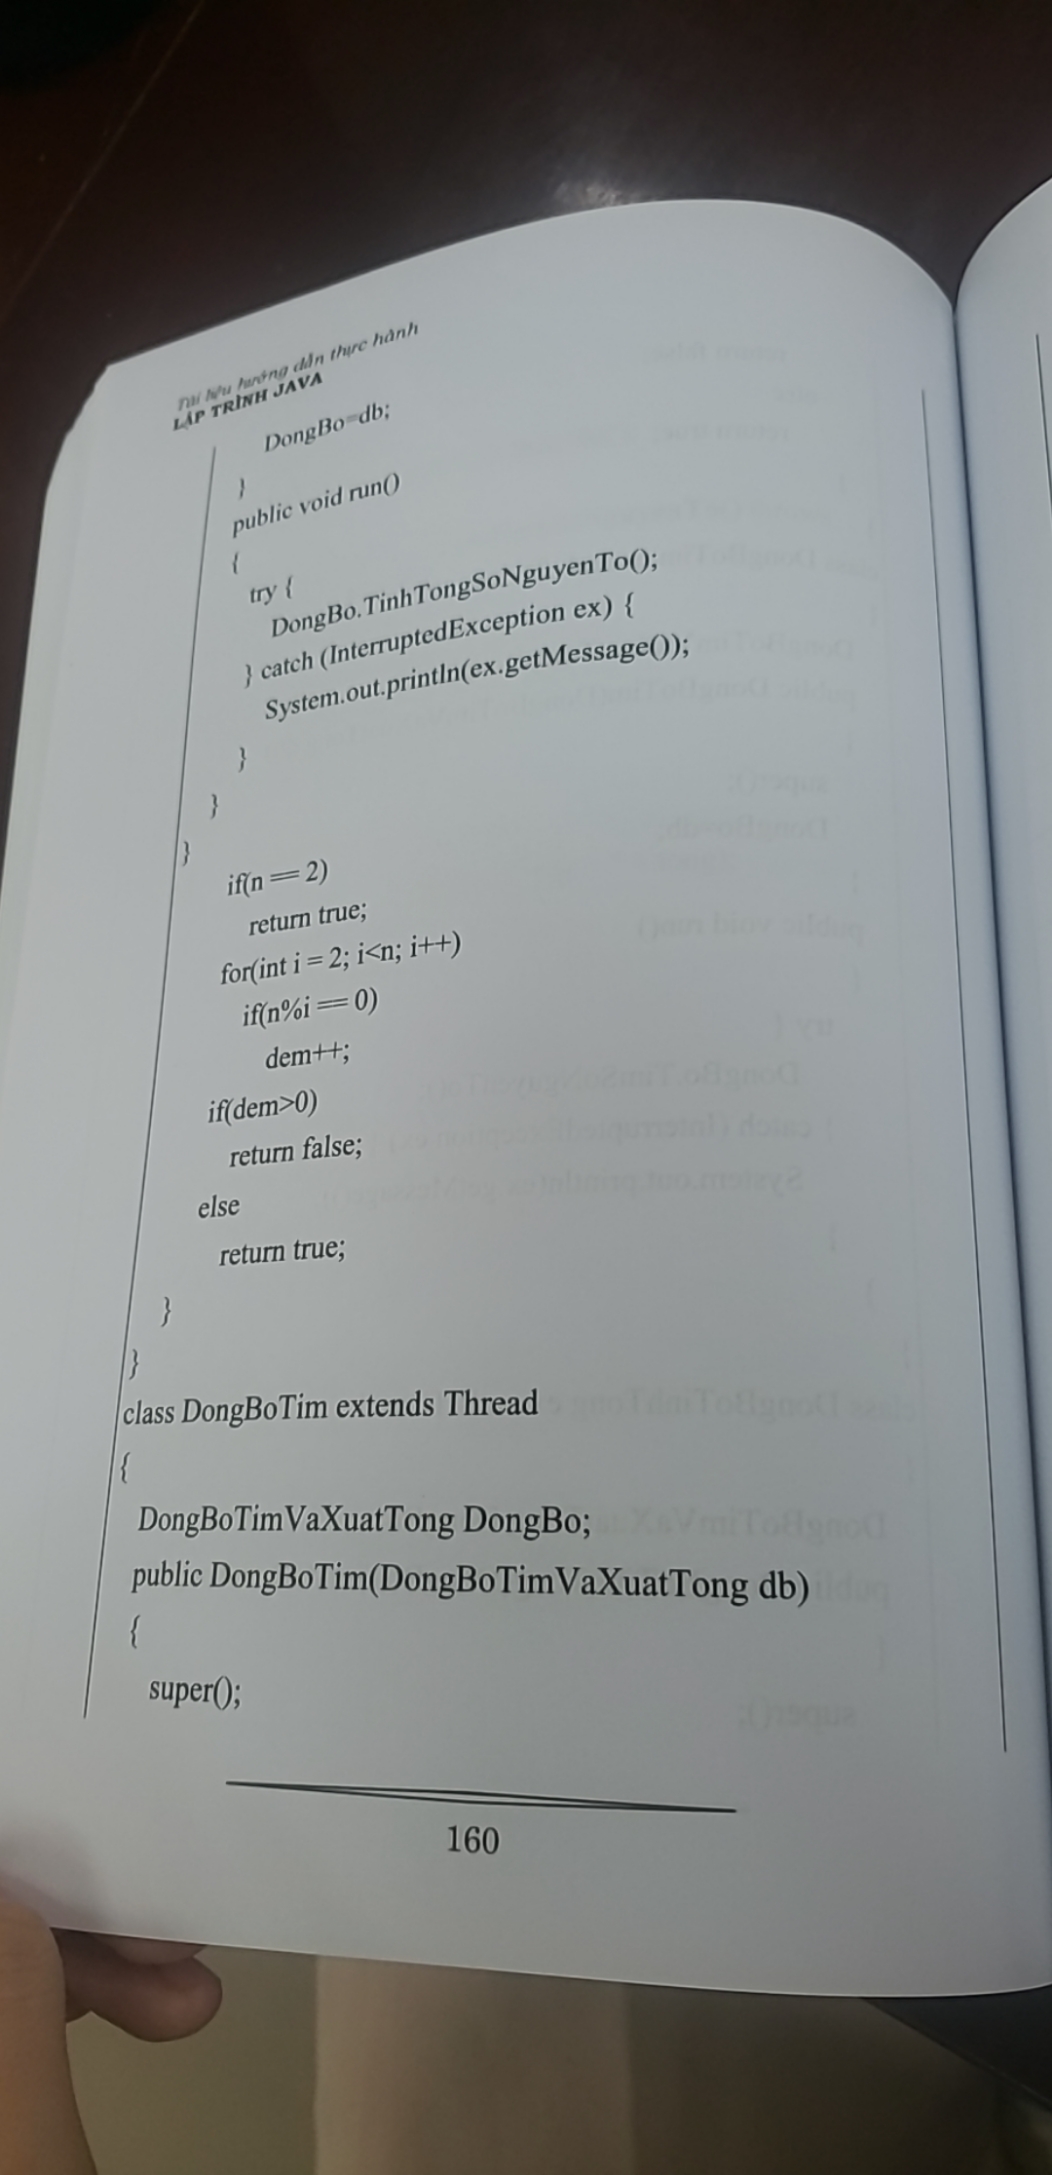 Tài liệu hướng dẫn thực hành
LẬP TRÌNH JAVA
DongBo=db;
}
public void run()
{
try {
DongBo.TinhTongSoNguyenTo();
} catch (InterruptedException ex) {
System.out.println(ex.getMessage());
}
}
}
if(n == 2)
return true;
for(int i = 2; i<n; i++)
if(n%i == 0)
dem++;
if(dem>0)
return false;
else
return true;
}
}
class DongBoTim extends Thread
{
DongBoTimVaXuatTong DongBo;
public DongBoTim(DongBoTimVaXuatTong db)
{
super();
160